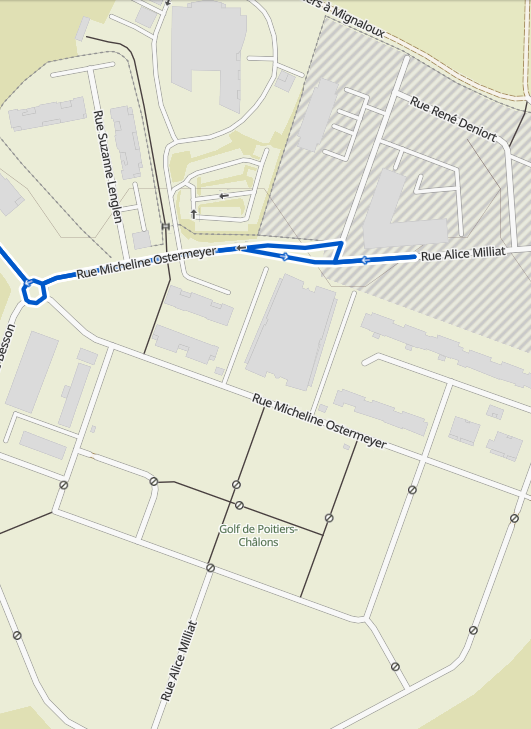 à Mignaloux
Rue René Deniort
Rue Suzanne Lenglen
Rue Micheline Ostermeyer
Rue Alice Milliat
Rue Micheline Ostermeyer
Golf de Poitiers-
Châlons
Rue Alice Milliat